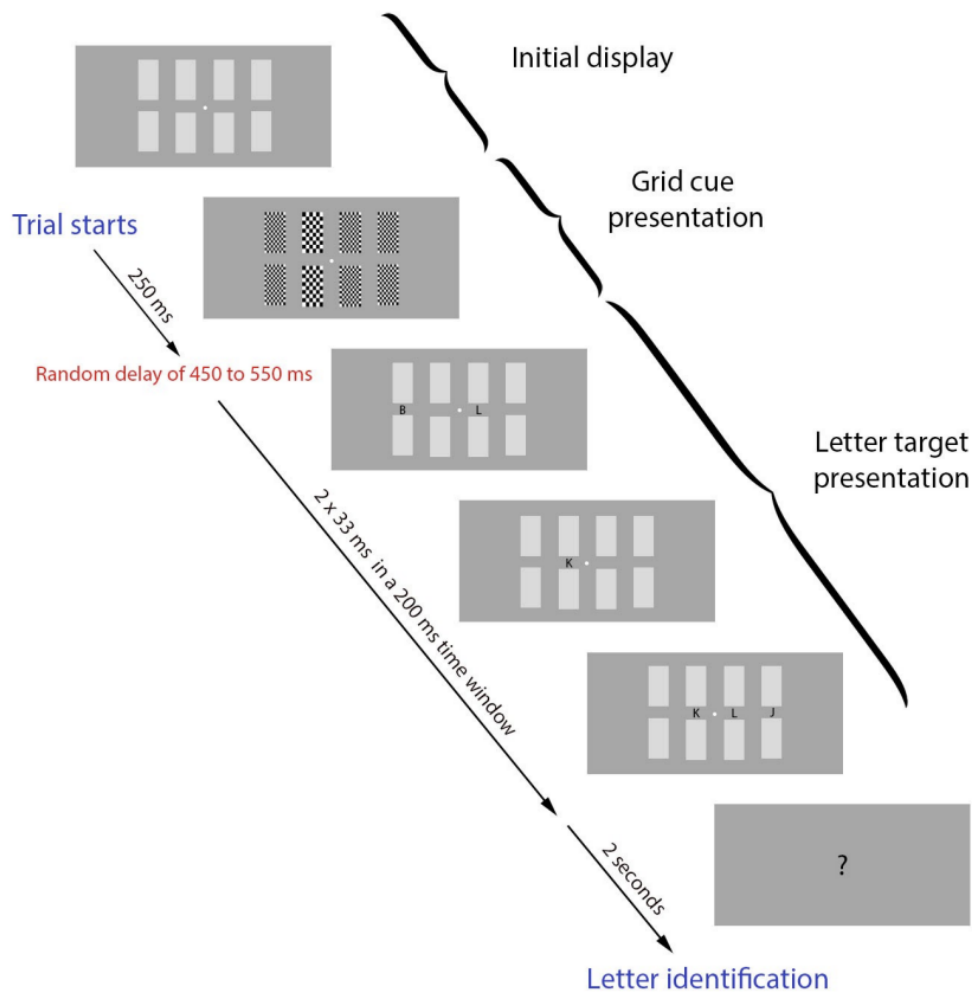 Initial display
Grid cue
presentation
Trial starts
250 ms
Random delay of 450 to 550 ms
B L
Letter target
presentation
2 x 33 ms in a 200 ms time window
K
K L J
2 seconds
?
Letter identification